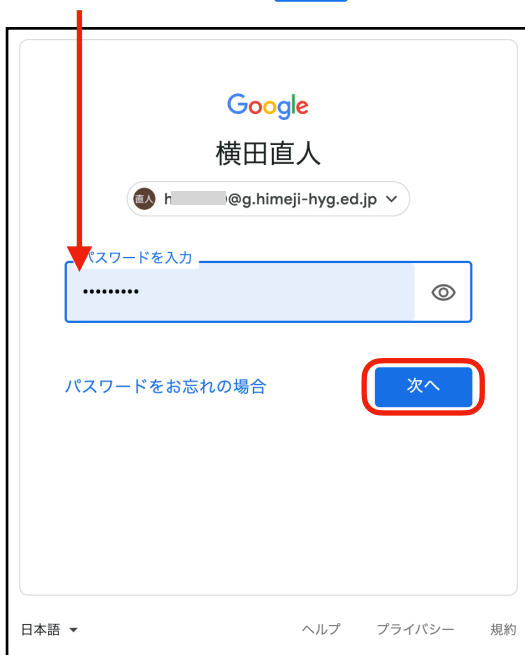 Google
横田直人
直人 h @g.himeji-hyg.ed.jp
パスワードを入力
•••••••••
パスワードをお忘れの場合
次へ
日本語 ヘルプ プライバシー 規約